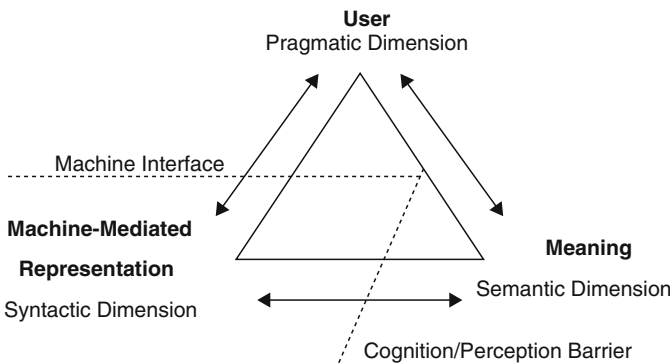 User
Pragmatic Dimension
Machine Interface
Machine-Mediated
Representation
Syntactic Dimension
Meaning
Semantic Dimension
Cognition/Perception Barrier